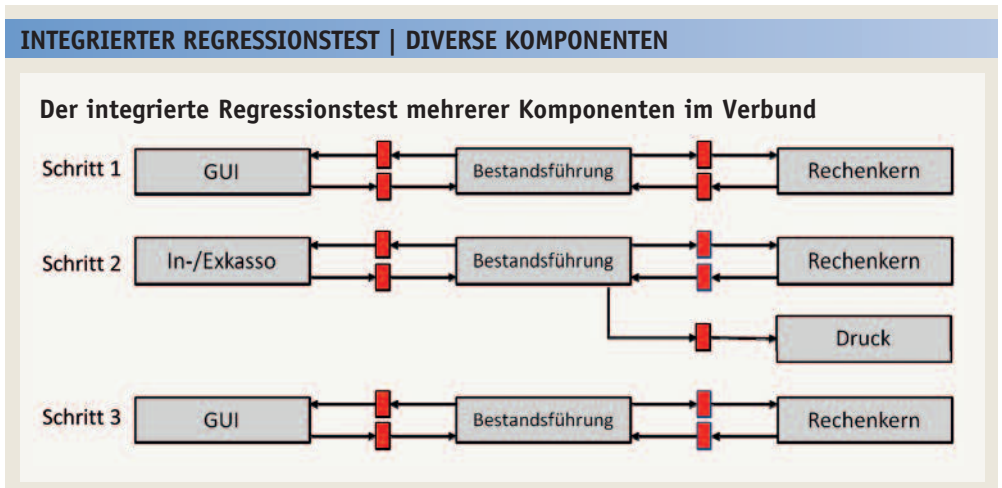 INTEGRIERTER REGRESSIONSTEST | DIVERSE KOMPONENTEN
Der integrierte Regressionstest mehrerer Komponenten im Verbund
Schritt 1
GUI
Bestandsführung
Rechenkern
Schritt 2
In-/Exkasso
Bestandsführung
Rechenkern
Druck
Schritt 3
GUI
Bestandsführung
Rechenkern